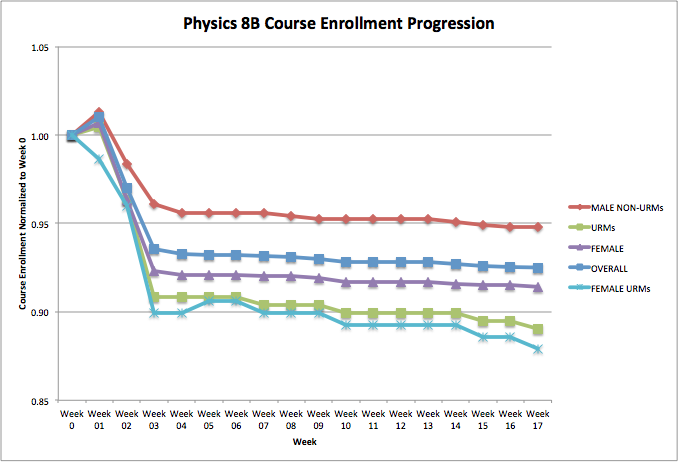 Physics 8B Course Enrollment Progression
1.05
1.00
0.95
0.90
0.85
Course Enrollment Normalized to Week 0
Week Week Week Week Week Week Week Week Week Week Week Week Week Week Week Week Week Week
0 01 02 03 04 05 06 07 08 09 10 11 12 13 14 15 16 17
Week
MALE NON-URMs
URMs
FEMALE
OVERALL
FEMALE URMs